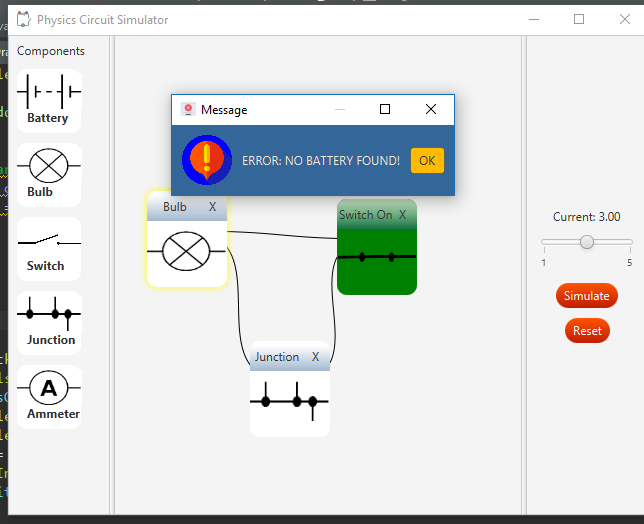 Physics Circuit Simulator
Components
Battery
Bulb
Switch
Junction
A
Ammeter
Message
ERROR: NO BATTERY FOUND!
OK
Bulb X
Switch On X
Junction X
Current: 3.00
1 5
Simulate
Reset